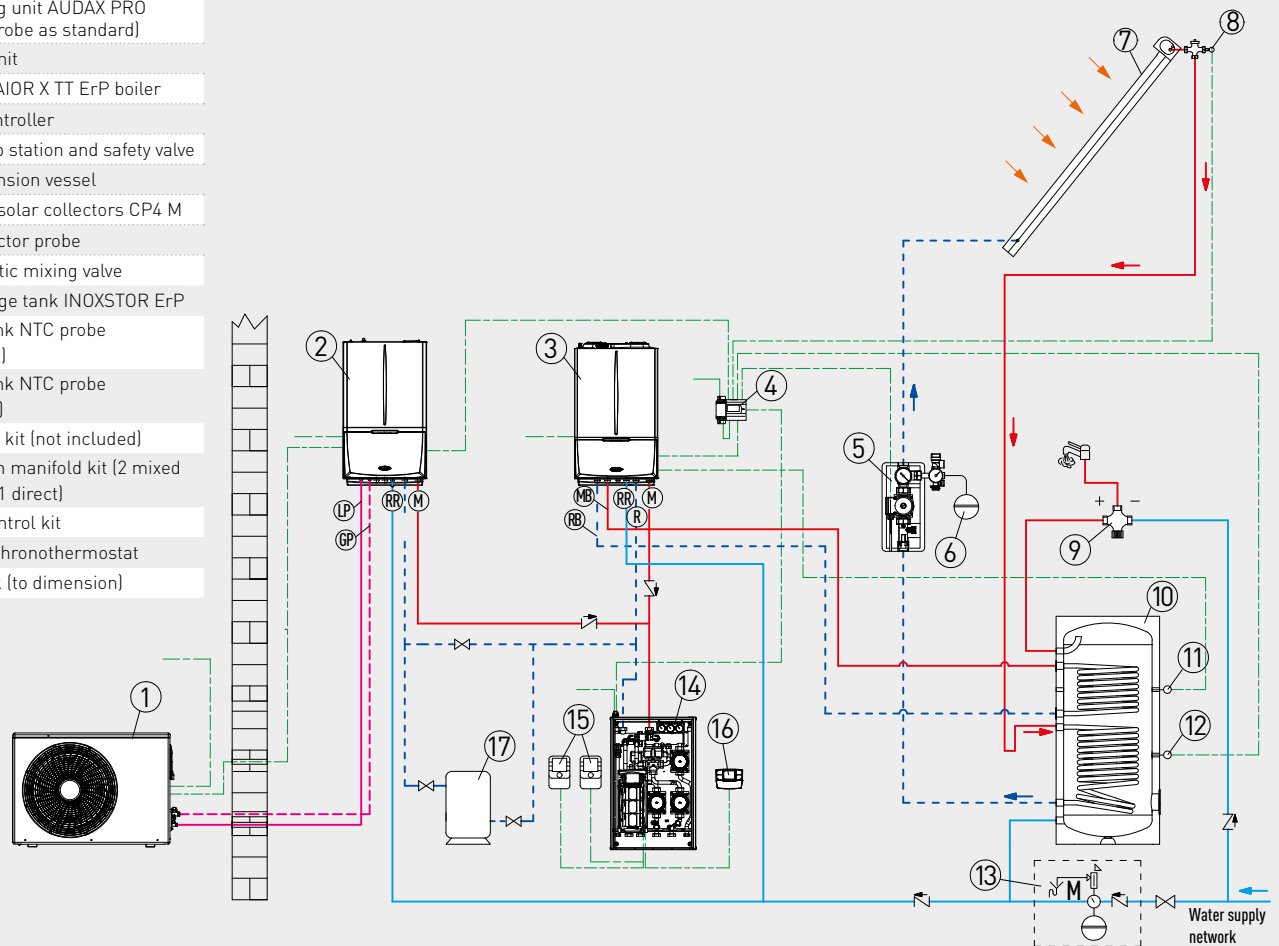 g unit AUDAX PRO
robe as standard)
nit
AIOR X TT ErP boiler
ntroller
o station and safety valve
nsion vessel
solar collectors CP4 M
ctor probe
tic mixing valve
ge tank INOXSTOR ErP
nk NTC probe
)
nk NTC probe
)
kit (not included)
n manifold kit (2 mixed
1 direct)
ntrol kit
chronothermostat
k (to dimension)
8
7
2
3
4
5
6
9
+ −
LP
RR
M
GP
MB
RR
M
RB
R
10
11
12
1
14
15
16
17
13
M
Water supply
network